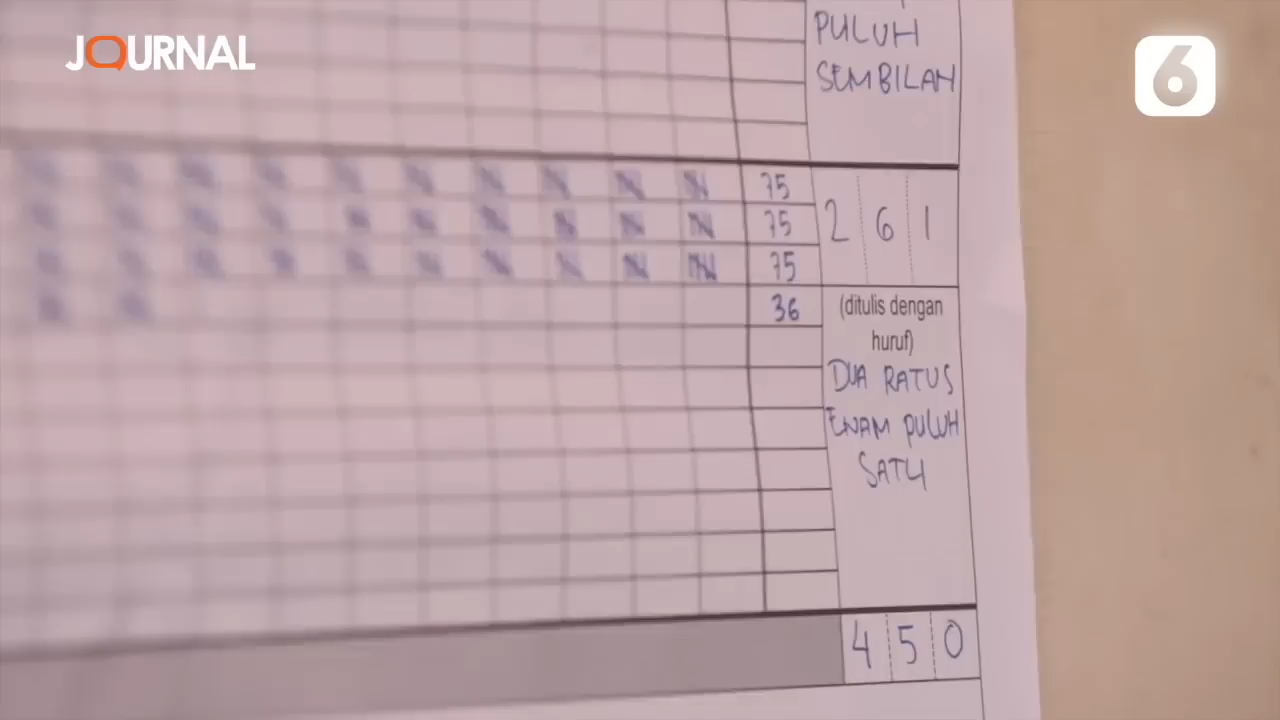 JOURNAL
6
PULUH
SEMBILAN
75
75
75
36
2 6 1
(ditulis dengan
huruf)
DUA RATUS
ENAM PULUH
SATU
4 5 0